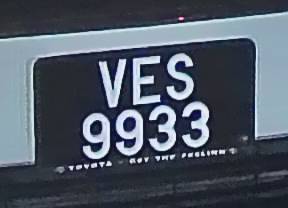 VES
9933
TOYOTA - GET THE FEELING